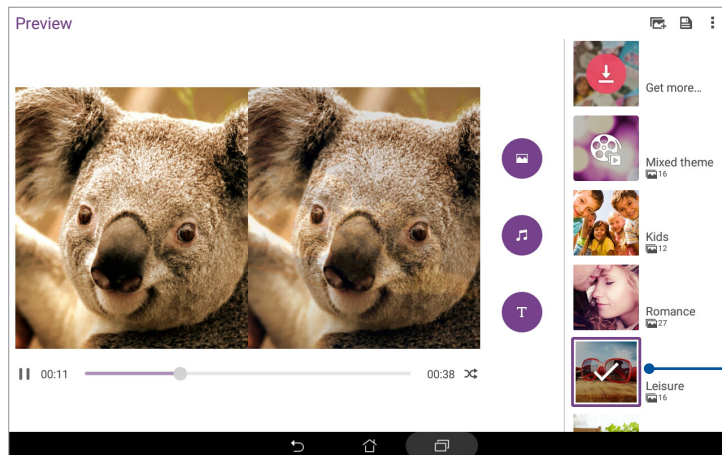 Preview
Get more...
Mixed theme
16
Kids
12
Romance
27
Leisure
16
T
00:11
00:38